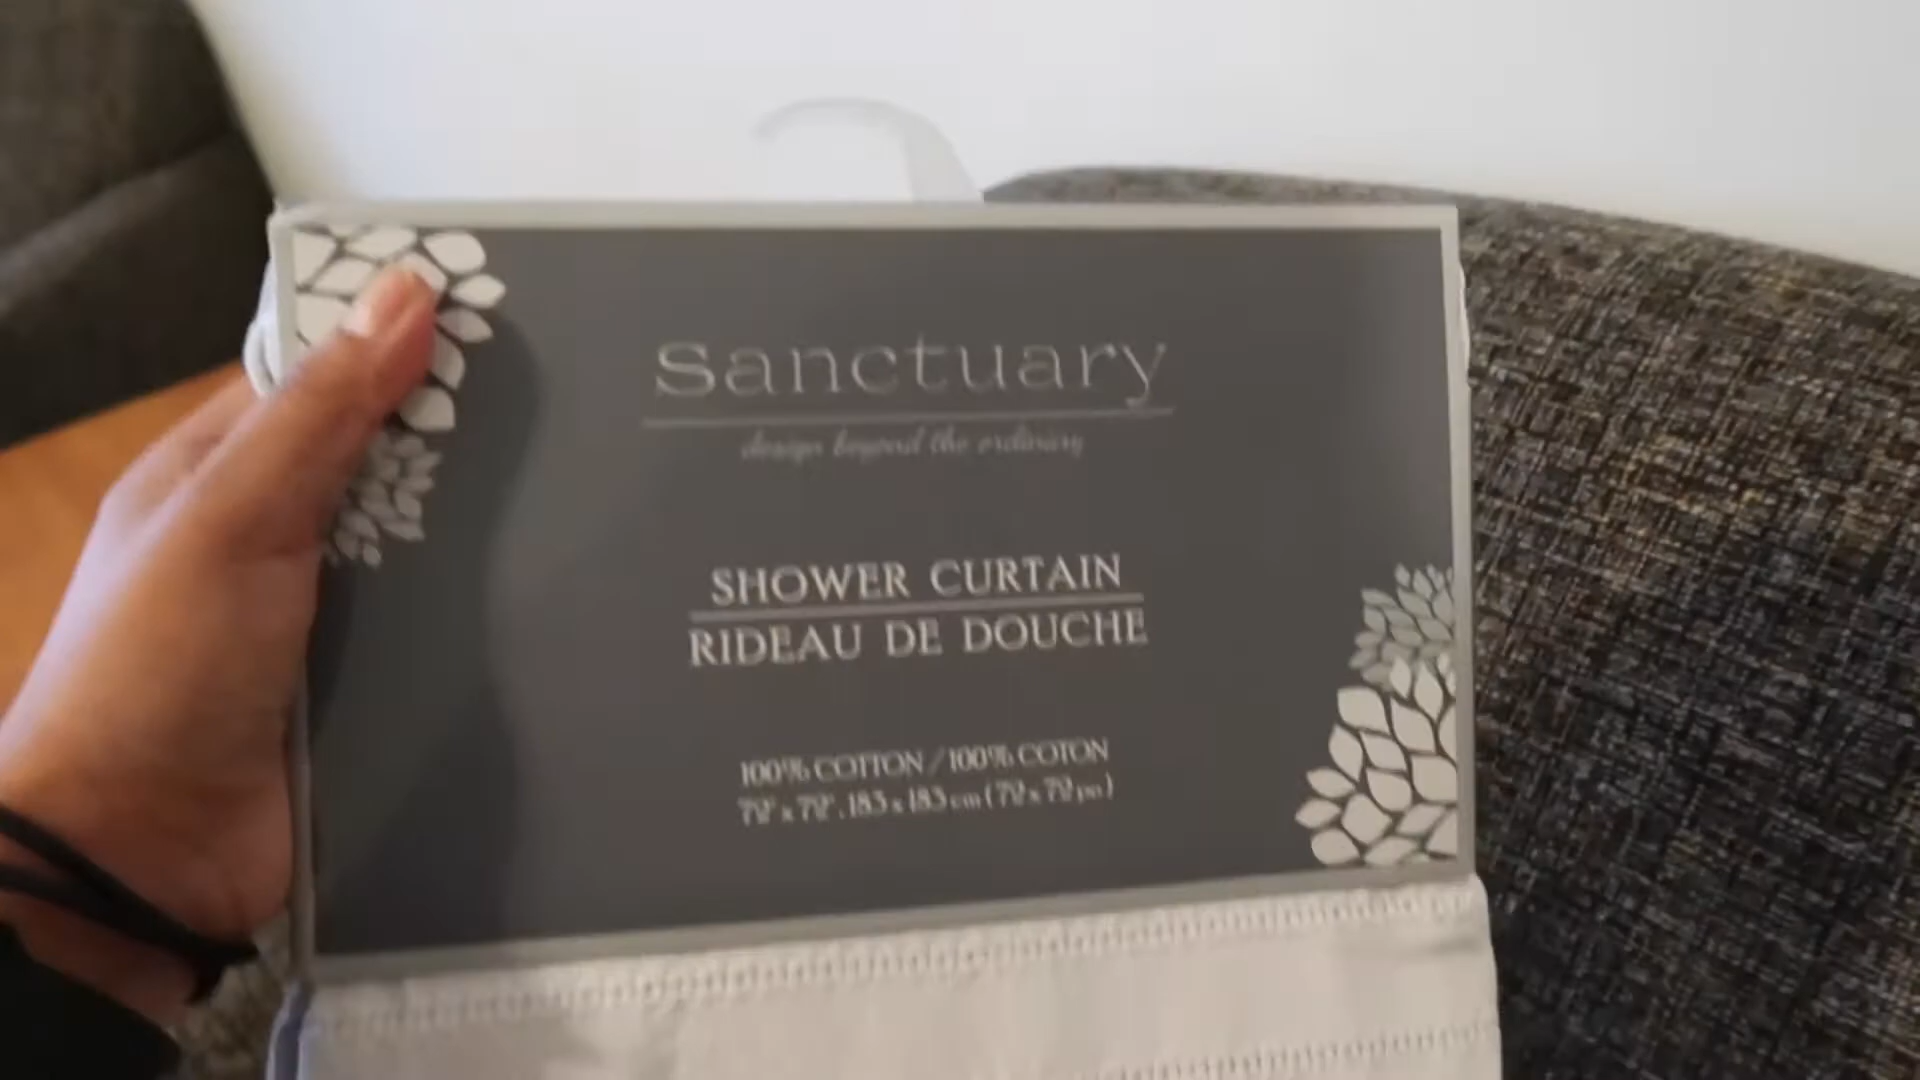 Sanctuary
design beyond the ordinary
SHOWER CURTAIN
RIDEAU DE DOUCHE
100% COTTON / 100% COTON
72" x 72" . 183 x 183 cm ( 72 x 72 po )